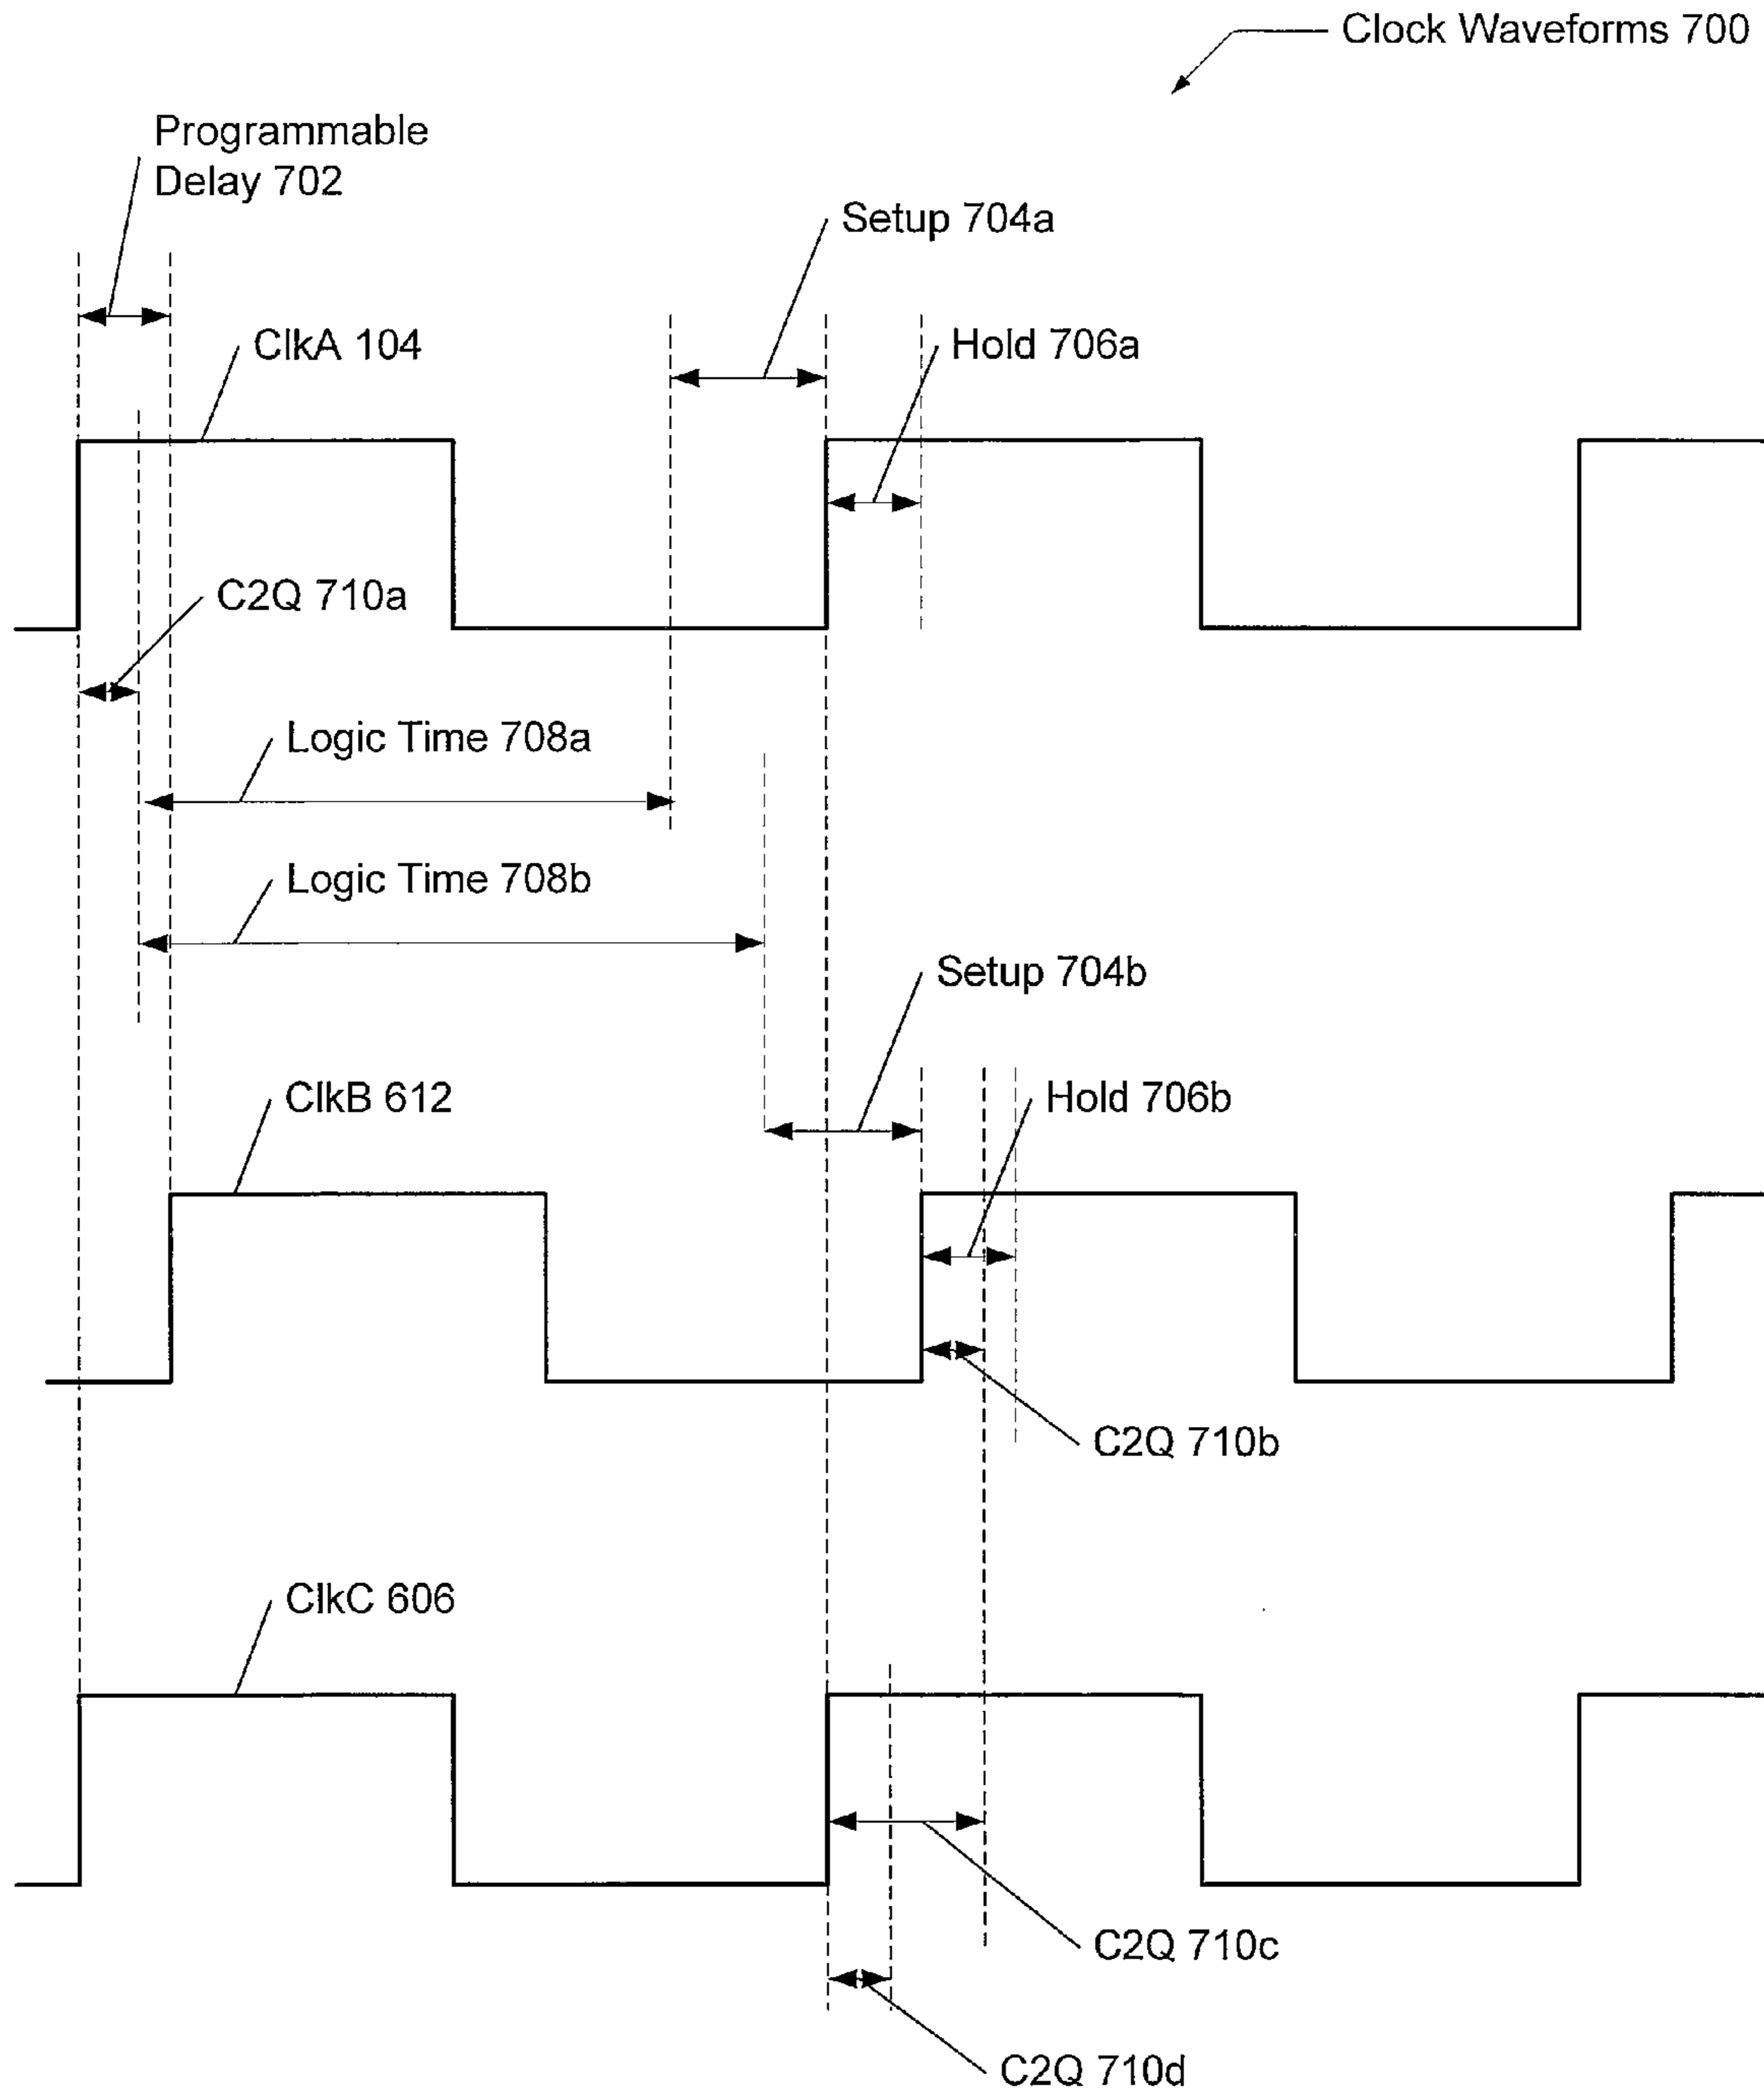 Clock Waveforms 700
Programmable
Delay 702
Setup 704a
ClkA 104
Hold 706a
C2Q 710a
Logic Time 708a
Logic Time 708b
Setup 704b
ClkB 612
Hold 706b
C2Q 710b
ClkC 606
C2Q 710c
C2Q 710d